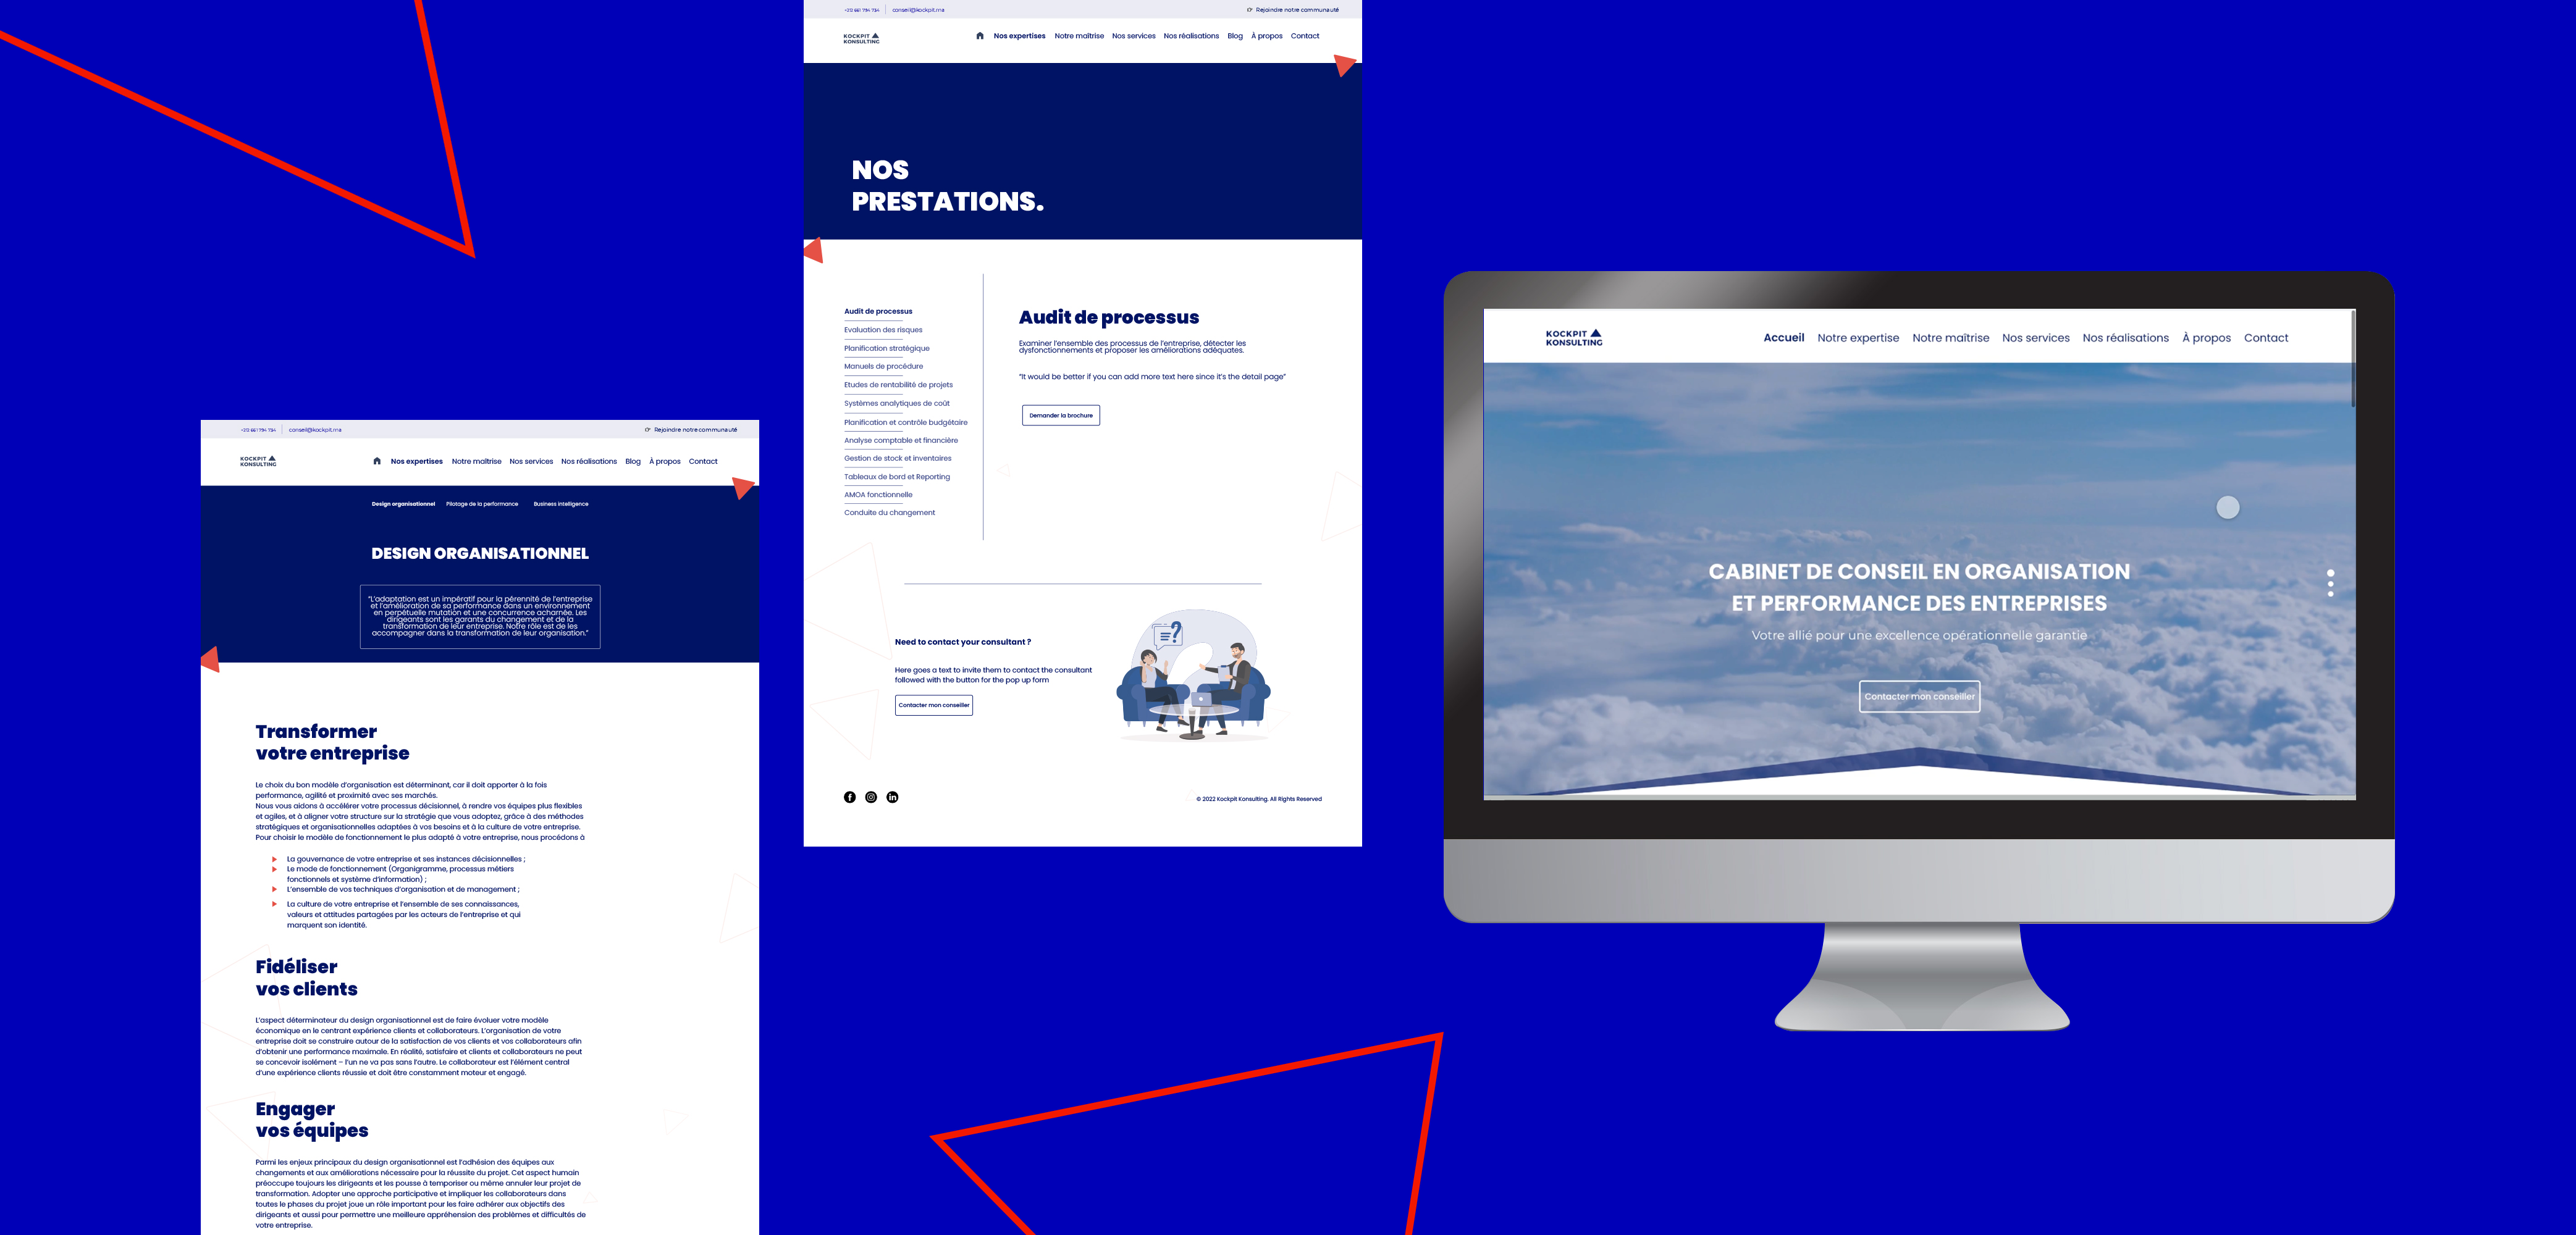 +212 661 794 734
conseil@kockpit.ma
Rejoindre notre communauté
KOCKPIT
KONSULTING
Nos expertises
Notre maîtrise
Nos services
Nos réalisations
Blog
À propos
Contact
Design organisationnel
Pilotage de la performance
Business intelligence
DESIGN ORGANISATIONNEL
“L’adaptation est un impératif pour la pérennité de l’entreprise
et l’amélioration de sa performance dans un environnement
en perpétuelle mutation et une concurrence acharnée. Les
dirigeants sont les garants du changement et de la
transformation de leur entreprise. Notre rôle est de les
accompagner dans la transformation de leur organisation.”
Transformer
votre entreprise
Le choix du bon modèle d’organisation est déterminant, car il doit apporter à la fois
performance, agilité et proximité avec ses marchés.
Nous vous aidons à accélérer votre processus décisionnel, à rendre vos équipes plus flexibles
et agiles, et à aligner votre structure sur la stratégie que vous adoptez, grâce à des méthodes
stratégiques et organisationnelles adaptées à vos besoins et à la culture de votre entreprise.
Pour choisir le modèle de fonctionnement le plus adapté à votre entreprise, nous procédons à
La gouvernance de votre entreprise et ses instances décisionnelles ;
Le mode de fonctionnement (Organigramme, processus métiers
fonctionnels et système d’information) ;
L’ensemble de vos techniques d’organisation et de management ;
La culture de votre entreprise et l’ensemble de ses connaissances,
valeurs et attitudes partagées par les acteurs de l’entreprise et qui
marquent son identité.
Fidéliser
vos clients
L’aspect déterminateur du design organisationnel est de faire évoluer votre modèle
économique en le centrant expérience clients et collaborateurs. L’organisation de votre
entreprise doit se construire autour de la satisfaction de vos clients et vos collaborateurs afin
d’obtenir une performance maximale. En réalité, satisfaire et clients et collaborateurs ne peut
se concevoir isolément – l’un ne va pas sans l’autre. Le collaborateur est l’élément central
d’une expérience clients réussie et doit être constamment moteur et engagé.
Engager
vos équipes
Parmi les enjeux principaux du design organisationnel est l’adhésion des équipes aux
changements et aux améliorations nécessaire pour la réussite du projet. Cet aspect humain
préoccupe toujours les dirigeants et les pousse à temporiser ou même annuler leur projet de
transformation. Adopter une approche participative et impliquer les collaborateurs dans
toutes le phases du projet joue un rôle important pour les faire adhérer aux objectifs des
dirigeants et aussi pour permettre une meilleure appréhension des problèmes et difficultés de
votre entreprise.
+212 661 794 734
conseil@kockpit.ma
Rejoindre notre communauté
KOCKPIT
KONSULTING
Nos expertises
Notre maîtrise
Nos services
Nos réalisations
Blog
À propos
Contact
NOS
PRESTATIONS.
Audit de processus
Evaluation des risques
Planification stratégique
Manuels de procédure
Etudes de rentabilité de projets
Systèmes analytiques de coût
Planification et contrôle budgétaire
Analyse comptable et financière
Gestion de stock et inventaires
Tableaux de bord et Reporting
AMOA fonctionnelle
Conduite du changement
Audit de processus
Examiner l’ensemble des processus de l’entreprise, détecter les
dysfonctionnements et proposer les améliorations adéquates.
“It would be better if you can add more text here since it’s the detail page”
Demander la brochure
Need to contact your consultant ?
Here goes a text to invite them to contact the consultant
followed with the button for the pop up form
Contacter mon conseiller
© 2022 Kockpit Konsulting. All Rights Reserved
KOCKPIT
KONSULTING
Accueil
Notre expertise
Notre maîtrise
Nos services
Nos réalisations
À propos
Contact
CABINET DE CONSEIL EN ORGANISATION
ET PERFORMANCE DES ENTREPRISES
Votre allié pour une excellence opérationnelle garantie
Contacter mon conseiller